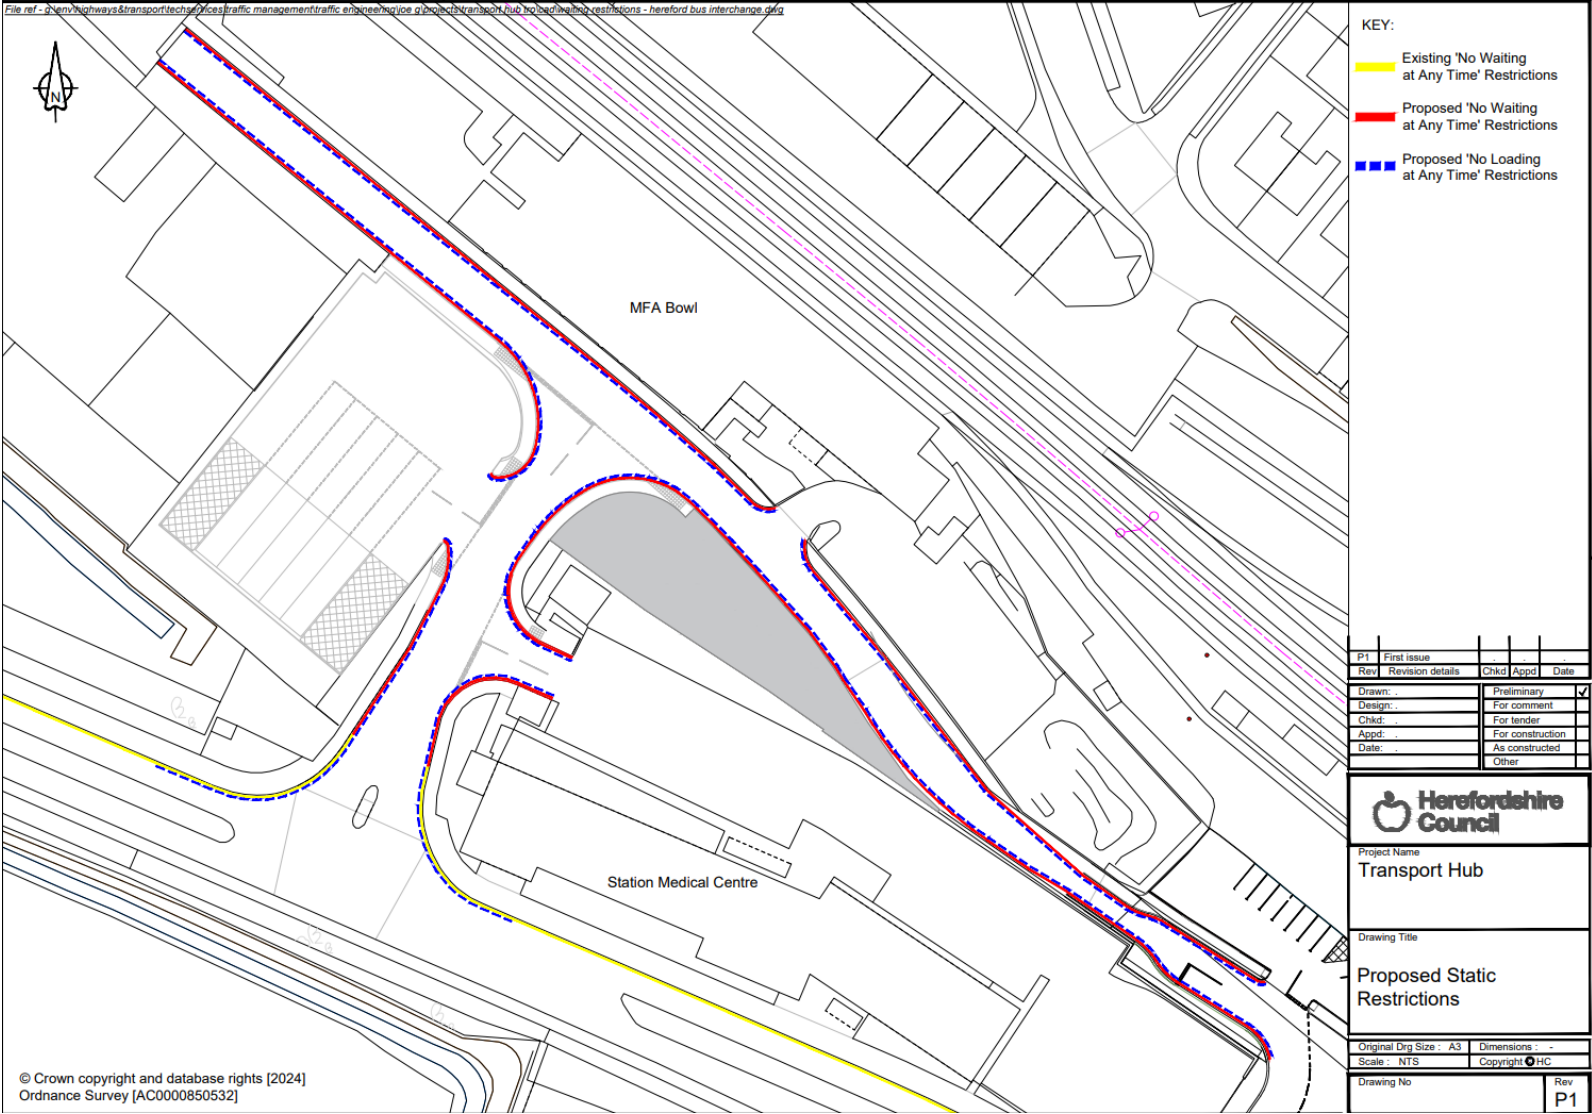 File ref - g:\env\highways&transport\techservices\traffic management\traffic engineering\joe g\projects\transport hub tro\cad\waiting restrictions - hereford bus interchange.dwg
N
MFA Bowl
Station Medical Centre
© Crown copyright and database rights [2024]
Ordnance Survey [AC0000850532]
KEY:
Existing 'No Waiting
at Any Time' Restrictions
Proposed 'No Waiting
at Any Time' Restrictions
Proposed 'No Loading
at Any Time' Restrictions
P1 First issue . . .
Rev Revision details Chkd Appd Date
Drawn: . Preliminary ✓
Design: . For comment
Chkd: . For tender
Appd: . For construction
Date: . As constructed
Other
Herefordshire
Council
Project Name
Transport Hub
Drawing Title
Proposed Static
Restrictions
Original Drg Size : A3 Dimensions : -
Scale : NTS Copyright HC
Drawing No Rev
P1